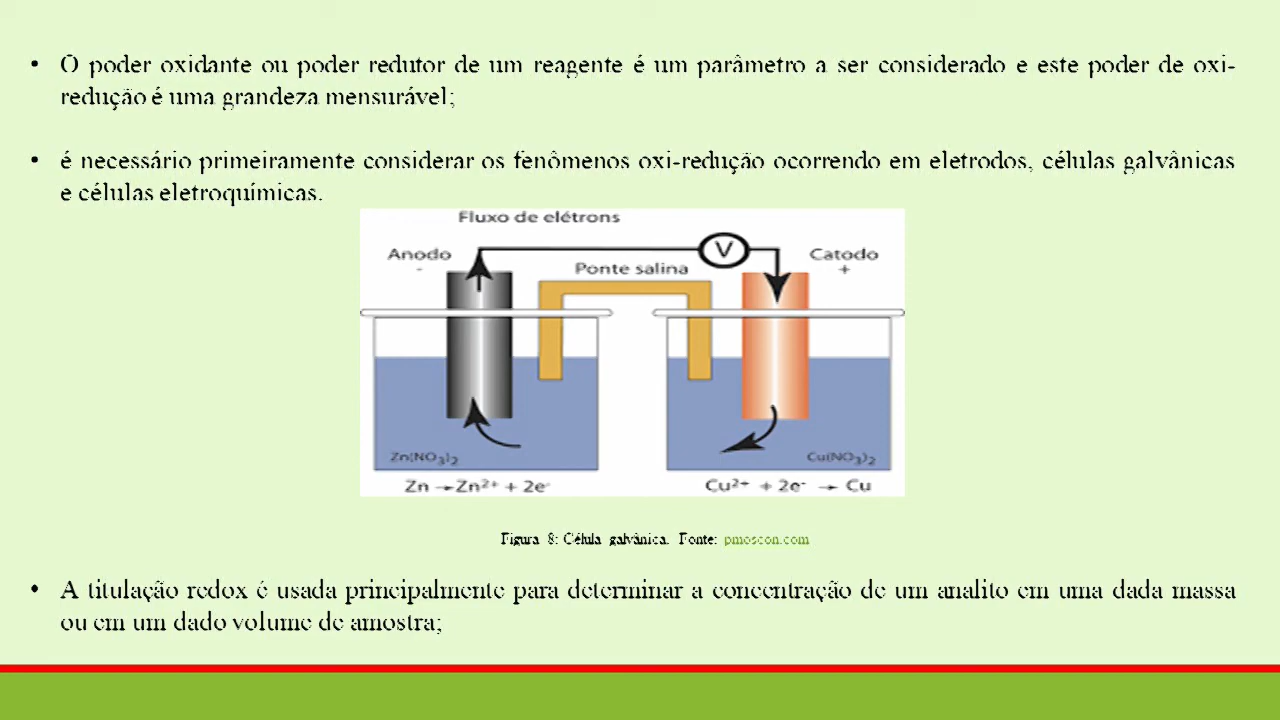 • O poder oxidante ou poder redutor de um reagente é um parâmetro a ser considerado e este poder de oxi-
redução é uma grandeza mensurável;
• é necessário primeiramente considerar os fenômenos oxi-redução ocorrendo em eletrodos, células galvânicas
e células eletroquímicas.
Fluxo de elétrons
Anodo
-
V
Catodo
+
Ponte salina
Zn(NO3)2
Cu(NO3)2
Zn → Zn2+ + 2e-
Cu2+ + 2e- → Cu
Figura 8: Célula galvânica. Fonte: pmoscon.com
• A titulação redox é usada principalmente para determinar a concentração de um analito em uma dada massa
ou em um dado volume de amostra;